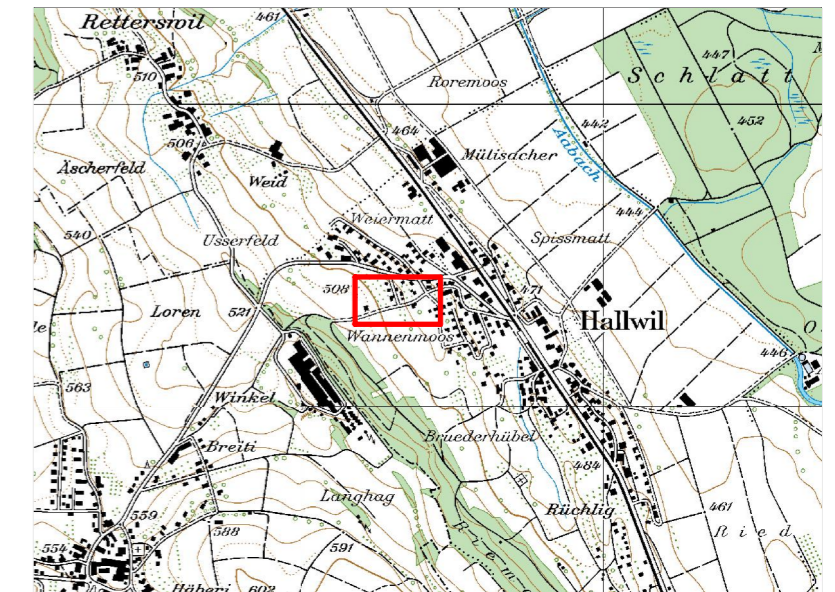 Retterswil
461
447
Schlatt
510
Roremoos
452
464
442
506
Mülisacher
Aabach
Äscherfeld
Weid
Weiermatt
444
540
Usserfeld
Spissmatt
508
471
Loren
521
Hallwil
Wannenmoos
446
563
Winkel
Bruederhübel
Breiti
484
Langhag
Rüchlig
461
559
588
Ried
554
591
Häberi
602